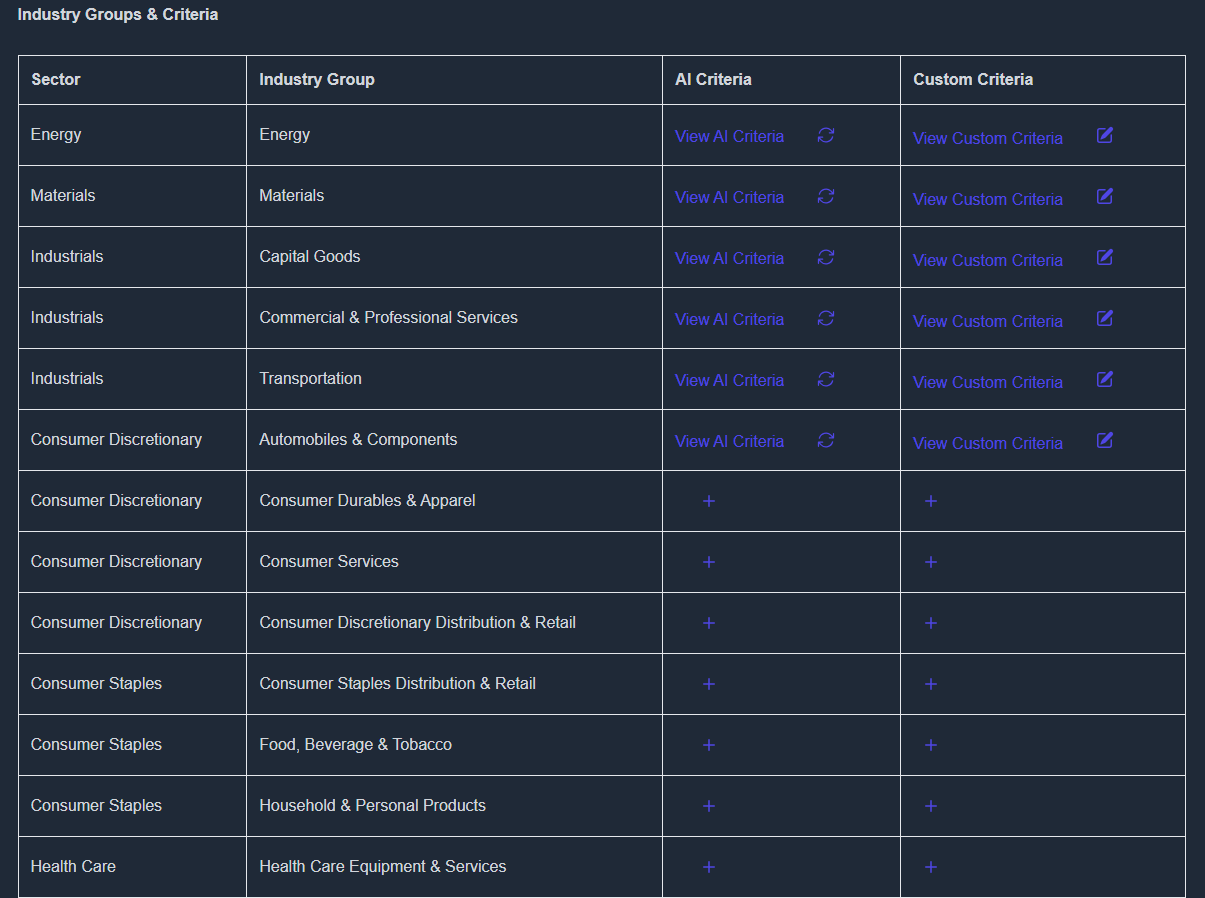 Industry Groups & Criteria
Sector Industry Group AI Criteria Custom Criteria
Energy Energy View AI Criteria View Custom Criteria
Materials Materials View AI Criteria View Custom Criteria
Industrials Capital Goods View AI Criteria View Custom Criteria
Industrials Commercial & Professional Services View AI Criteria View Custom Criteria
Industrials Transportation View AI Criteria View Custom Criteria
Consumer Discretionary Automobiles & Components View AI Criteria View Custom Criteria
Consumer Discretionary Consumer Durables & Apparel + +
Consumer Discretionary Consumer Services + +
Consumer Discretionary Consumer Discretionary Distribution & Retail + +
Consumer Staples Consumer Staples Distribution & Retail + +
Consumer Staples Food, Beverage & Tobacco + +
Consumer Staples Household & Personal Products + +
Health Care Health Care Equipment & Services + +